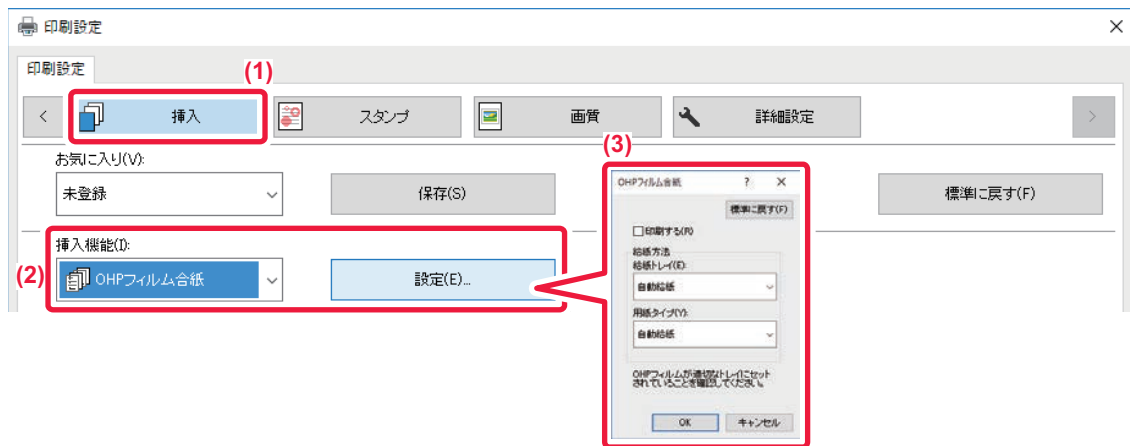 印刷設定
印刷設定
(1)
挿入
スタンプ
画質
詳細設定
お気に入り(V):
未登録
保存(S)
標準に戻す(F)
挿入機能(I):
(2)
OHPフィルム合紙
設定(E)...
(3)
OHPフィルム合紙
標準に戻す(F)
印刷する(R)
給紙方法
給紙トレイ(E):
自動給紙
用紙タイプ(Y):
自動給紙
OHPフィルムが適切なトレイにセット
されていることを確認してください。
OK
キャンセル